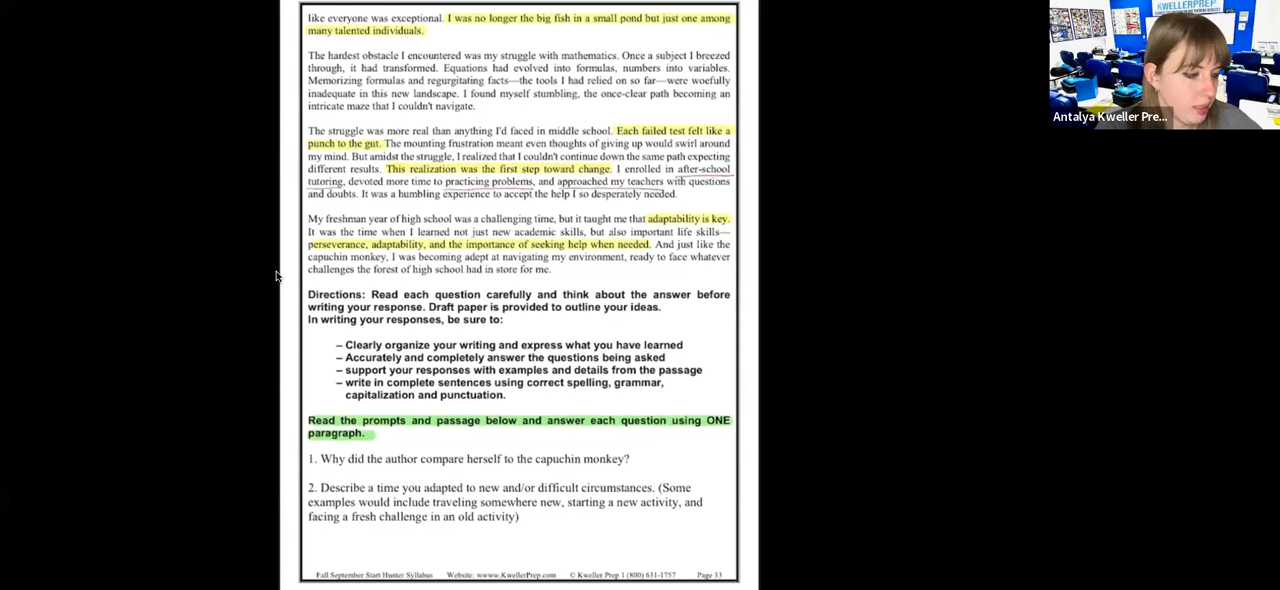 KWELLERPREP
Antalya Kweller Pre...
like everyone was exceptional. I was no longer the big fish in a small pond but just one among
many talented individuals.
The hardest obstacle I encountered was my struggle with mathematics. Once a subject I breezed
through, it had transformed. Equations had evolved into formulas, numbers into variables.
Memorizing formulas and regurgitating facts—the tools I had relied on so far—were woefully
inadequate in this new landscape. I found myself stumbling, the once-clear path becoming an
intricate maze that I couldn't navigate.
The struggle was more real than anything I'd faced in middle school. Each failed test felt like a
punch to the gut. The mounting frustration meant even thoughts of giving up would swirl around
my mind. But amidst the struggle, I realized that I couldn't continue down the same path expecting
different results. This realization was the first step toward change. I enrolled in after-school
tutoring, devoted more time to practicing problems, and approached my teachers with questions
and doubts. It was a humbling experience to accept the help I so desperately needed.
My freshman year of high school was a challenging time, but it taught me that adaptability is key.
It was the time when I learned not just new academic skills, but also important life skills—
perseverance, adaptability, and the importance of seeking help when needed. And just like the
capuchin monkey, I was becoming adept at navigating my environment, ready to face whatever
challenges the forest of high school had in store for me.
Directions: Read each question carefully and think about the answer before
writing your response. Draft paper is provided to outline your ideas.
In writing your responses, be sure to:
– Clearly organize your writing and express what you have learned
– Accurately and completely answer the questions being asked
– support your responses with examples and details from the passage
– write in complete sentences using correct spelling, grammar,
capitalization and punctuation.
Read the prompts and passage below and answer each question using ONE
paragraph.
1. Why did the author compare herself to the capuchin monkey?
2. Describe a time you adapted to new and/or difficult circumstances. (Some
examples would include traveling somewhere new, starting a new activity, and
facing a fresh challenge in an old activity)
Fall September Start Hunter Syllabus Website: www.KwellerPrep.com © Kweller Prep 1 (800) 631-1757 Page 33